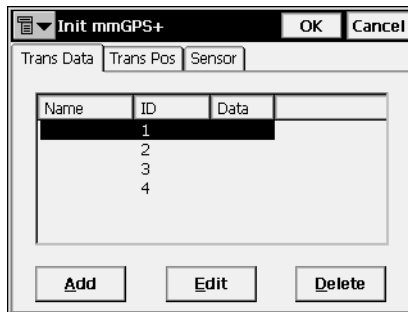 Init mmGPS+ OK Cancel
Trans Data Trans Pos Sensor
Name ID Data
1
2
3
4
Add Edit Delete